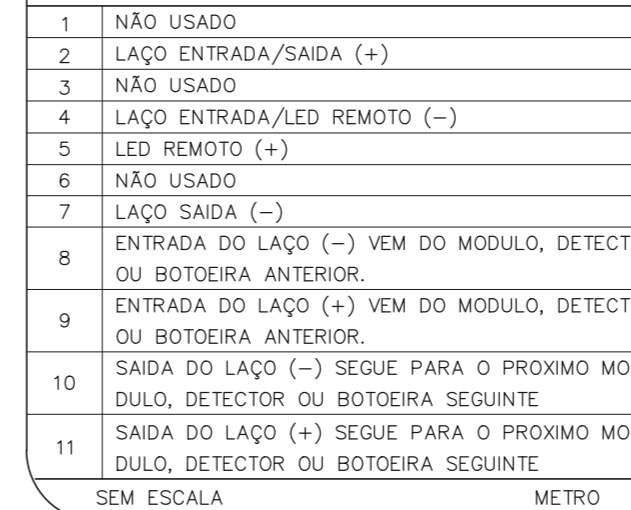 1 NÃO USADO
2 LAÇO ENTRADA/SAIDA (+)
3 NÃO USADO
4 LAÇO ENTRADA/LED REMOTO (−)
5 LED REMOTO (+)
6 NÃO USADO
7 LAÇO SAIDA (−)
8 ENTRADA DO LAÇO (−) VEM DO MODULO, DETECT
OU BOTOEIRA ANTERIOR.
9 ENTRADA DO LAÇO (+) VEM DO MODULO, DETECT
OU BOTOEIRA ANTERIOR.
10 SAIDA DO LAÇO (−) SEGUE PARA O PROXIMO MO
DULO, DETECTOR OU BOTOEIRA SEGUINTE
11 SAIDA DO LAÇO (+) SEGUE PARA O PROXIMO MO
DULO, DETECTOR OU BOTOEIRA SEGUINTE
SEM ESCALA METRO